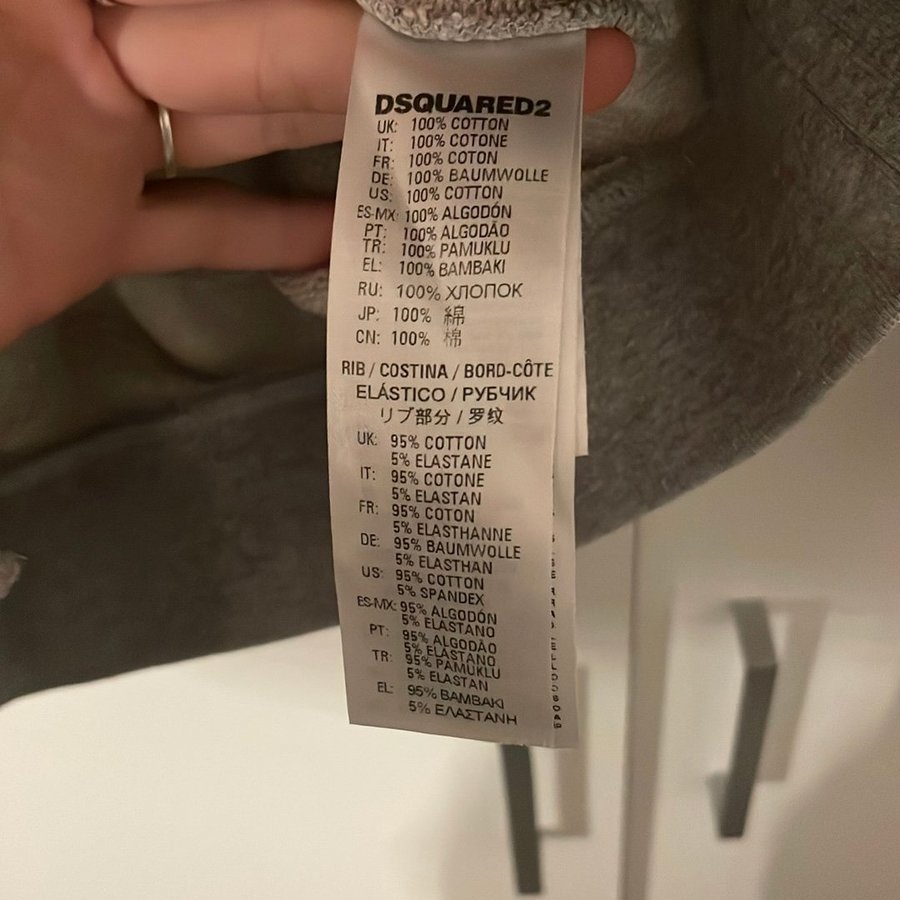 DSQUARED2
UK: 100% COTTON
IT: 100% COTONE
FR: 100% COTON
DE: 100% BAUMWOLLE
US: 100% COTTON
ES-MX: 100% ALGODÓN
PT: 100% ALGODÃO
TR: 100% PAMUKLU
EL: 100% BAMBAKI
RU: 100% ХЛОПОК
JP: 100% 綿
CN: 100% 棉
RIB / COSTINA / BORD-CÔTE
ELÁSTICO / РУБЧИК
リブ部分 / 罗纹
UK: 95% COTTON
5% ELASTANE
IT: 95% COTONE
5% ELASTAN
FR: 95% COTON
5% ELASTHANNE
DE: 95% BAUMWOLLE
5% ELASTHAN
US: 95% COTTON
5% SPANDEX
ES-MX: 95% ALGODÓN
5% ELASTANO
PT: 95% ALGODÃO
5% ELASTANO
TR: 95% PAMUKLU
5% ELASTAN
EL: 95% BAMBAKI
5% ΕΛΑΣΤΑΝΗ